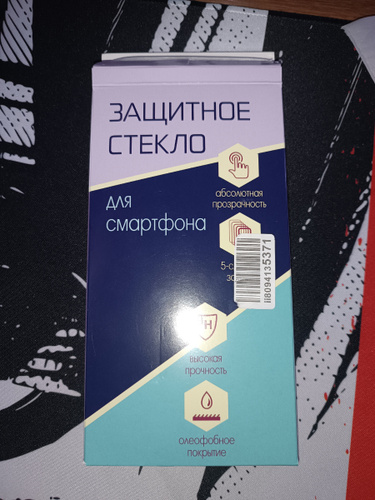 ЗАЩИТНОЕ
СТЕКЛО
для
смартфона
абсолютная
прозрачность
ii8094135371
высокая
прочность
олеофобное
покрытие